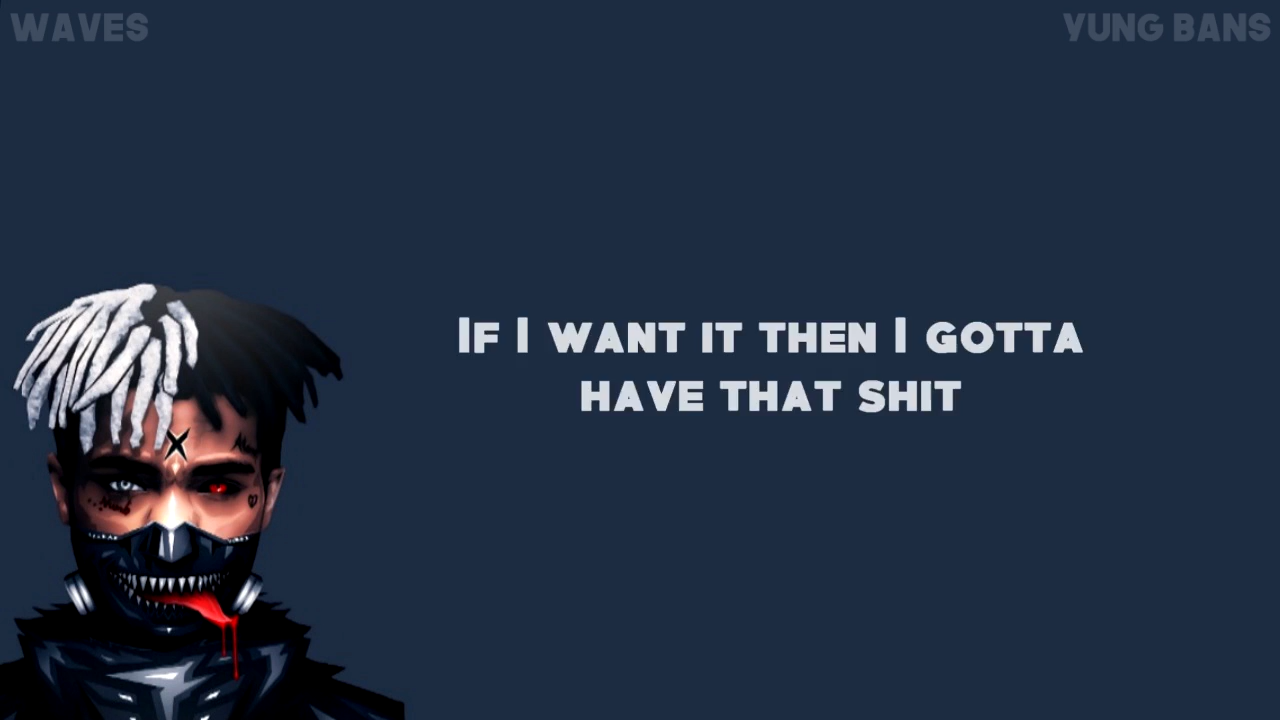 WAVES
YUNG BANS
IF I WANT IT THEN I GOTTA
HAVE THAT SHIT